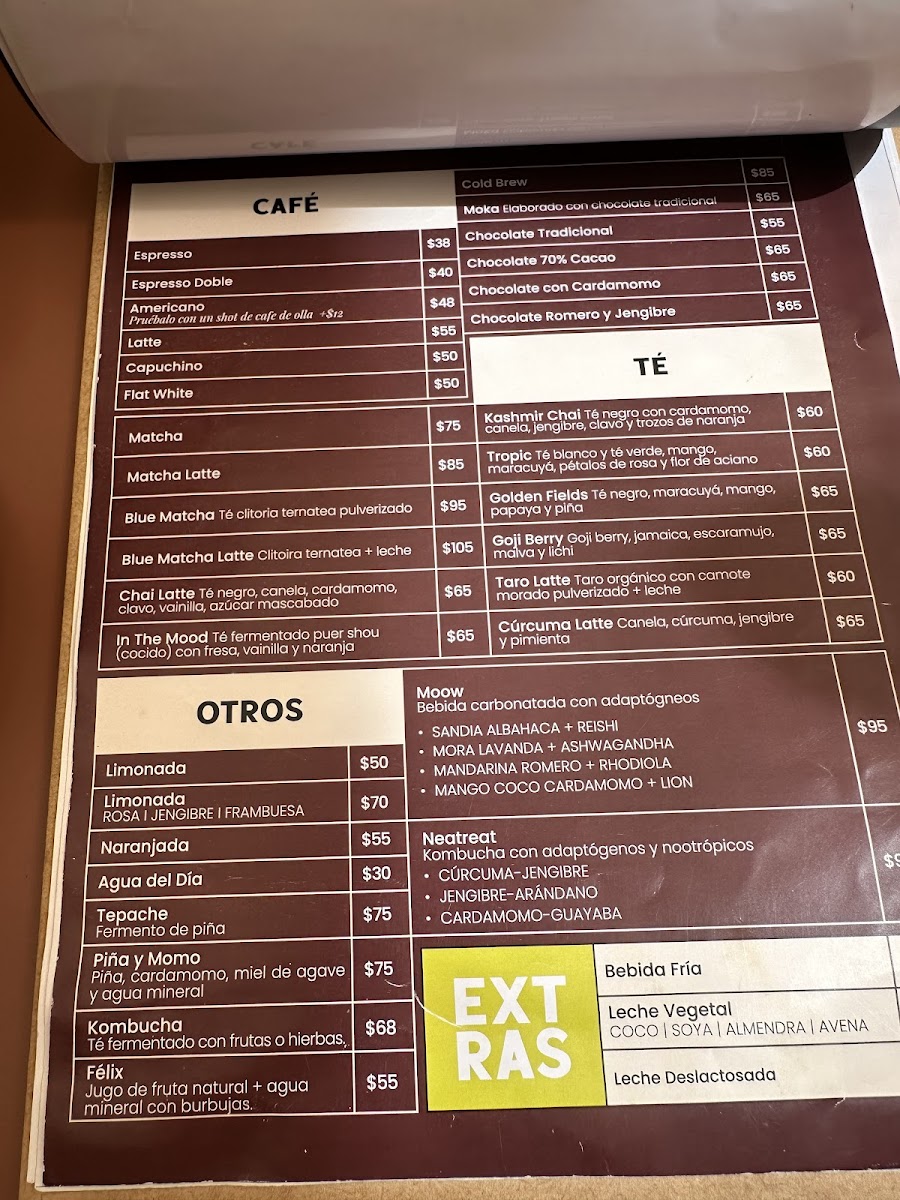 CAFÉ
Espresso $38
Espresso Doble $40
Americano $48
Pruébalo con un shot de cafe de olla +$12
Latte $55
Capuchino $50
Flat White $50
Cold Brew $85
Moka Elaborado con chocolate tradicional $65
Chocolate Tradicional $55
Chocolate 70% Cacao $65
Chocolate con Cardamomo $65
Chocolate Romero y Jengibre $65
Matcha $75
Matcha Latte $85
Blue Matcha Té clitoria ternatea pulverizado $95
Blue Matcha Latte Clitoira ternatea + leche $105
Chai Latte Té negro, canela, cardamomo,
clavo, vainilla, azúcar mascabado $65
In The Mood Té fermentado puer shou
(cocido) con fresa, vainilla y naranja $65
TÉ
Kashmir Chai Té negro con cardamomo,
canela, jengibre, clavo y trozos de naranja $60
Tropic Té blanco y té verde, mango,
maracuyá, pétalos de rosa y flor de aciano $60
Golden Fields Té negro, maracuyá, mango,
papaya y piña $65
Goji Berry Goji berry, jamaica, escaramujo,
malva y lichi $65
Taro Latte Taro orgánico con camote
morado pulverizado + leche $60
Cúrcuma Latte Canela, cúrcuma, jengibre
y pimienta $65
OTROS
Limonada $50
Limonada
ROSA I JENGIBRE I FRAMBUESA $70
Naranjada $55
Agua del Día $30
Tepache
Fermento de piña $75
Piña y Momo
Piña, cardamomo, miel de agave
y agua mineral $75
Kombucha
Té fermentado con frutas o hierbas, $68
Félix
Jugo de fruta natural + agua
mineral con burbujas. $55
Moow
Bebida carbonatada con adaptógneos
• SANDIA ALBAHACA + REISHI
• MORA LAVANDA + ASHWAGANDHA
• MANDARINA ROMERO + RHODIOLA
• MANGO COCO CARDAMOMO + LION
$95
Neatreat
Kombucha con adaptógenos y nootrópicos
• CÚRCUMA-JENGIBRE
• JENGIBRE-ARÁNDANO
• CARDAMOMO-GUAYABA
EXT
RAS
Bebida Fría
Leche Vegetal
COCO | SOYA | ALMENDRA | AVENA
Leche Deslactosada